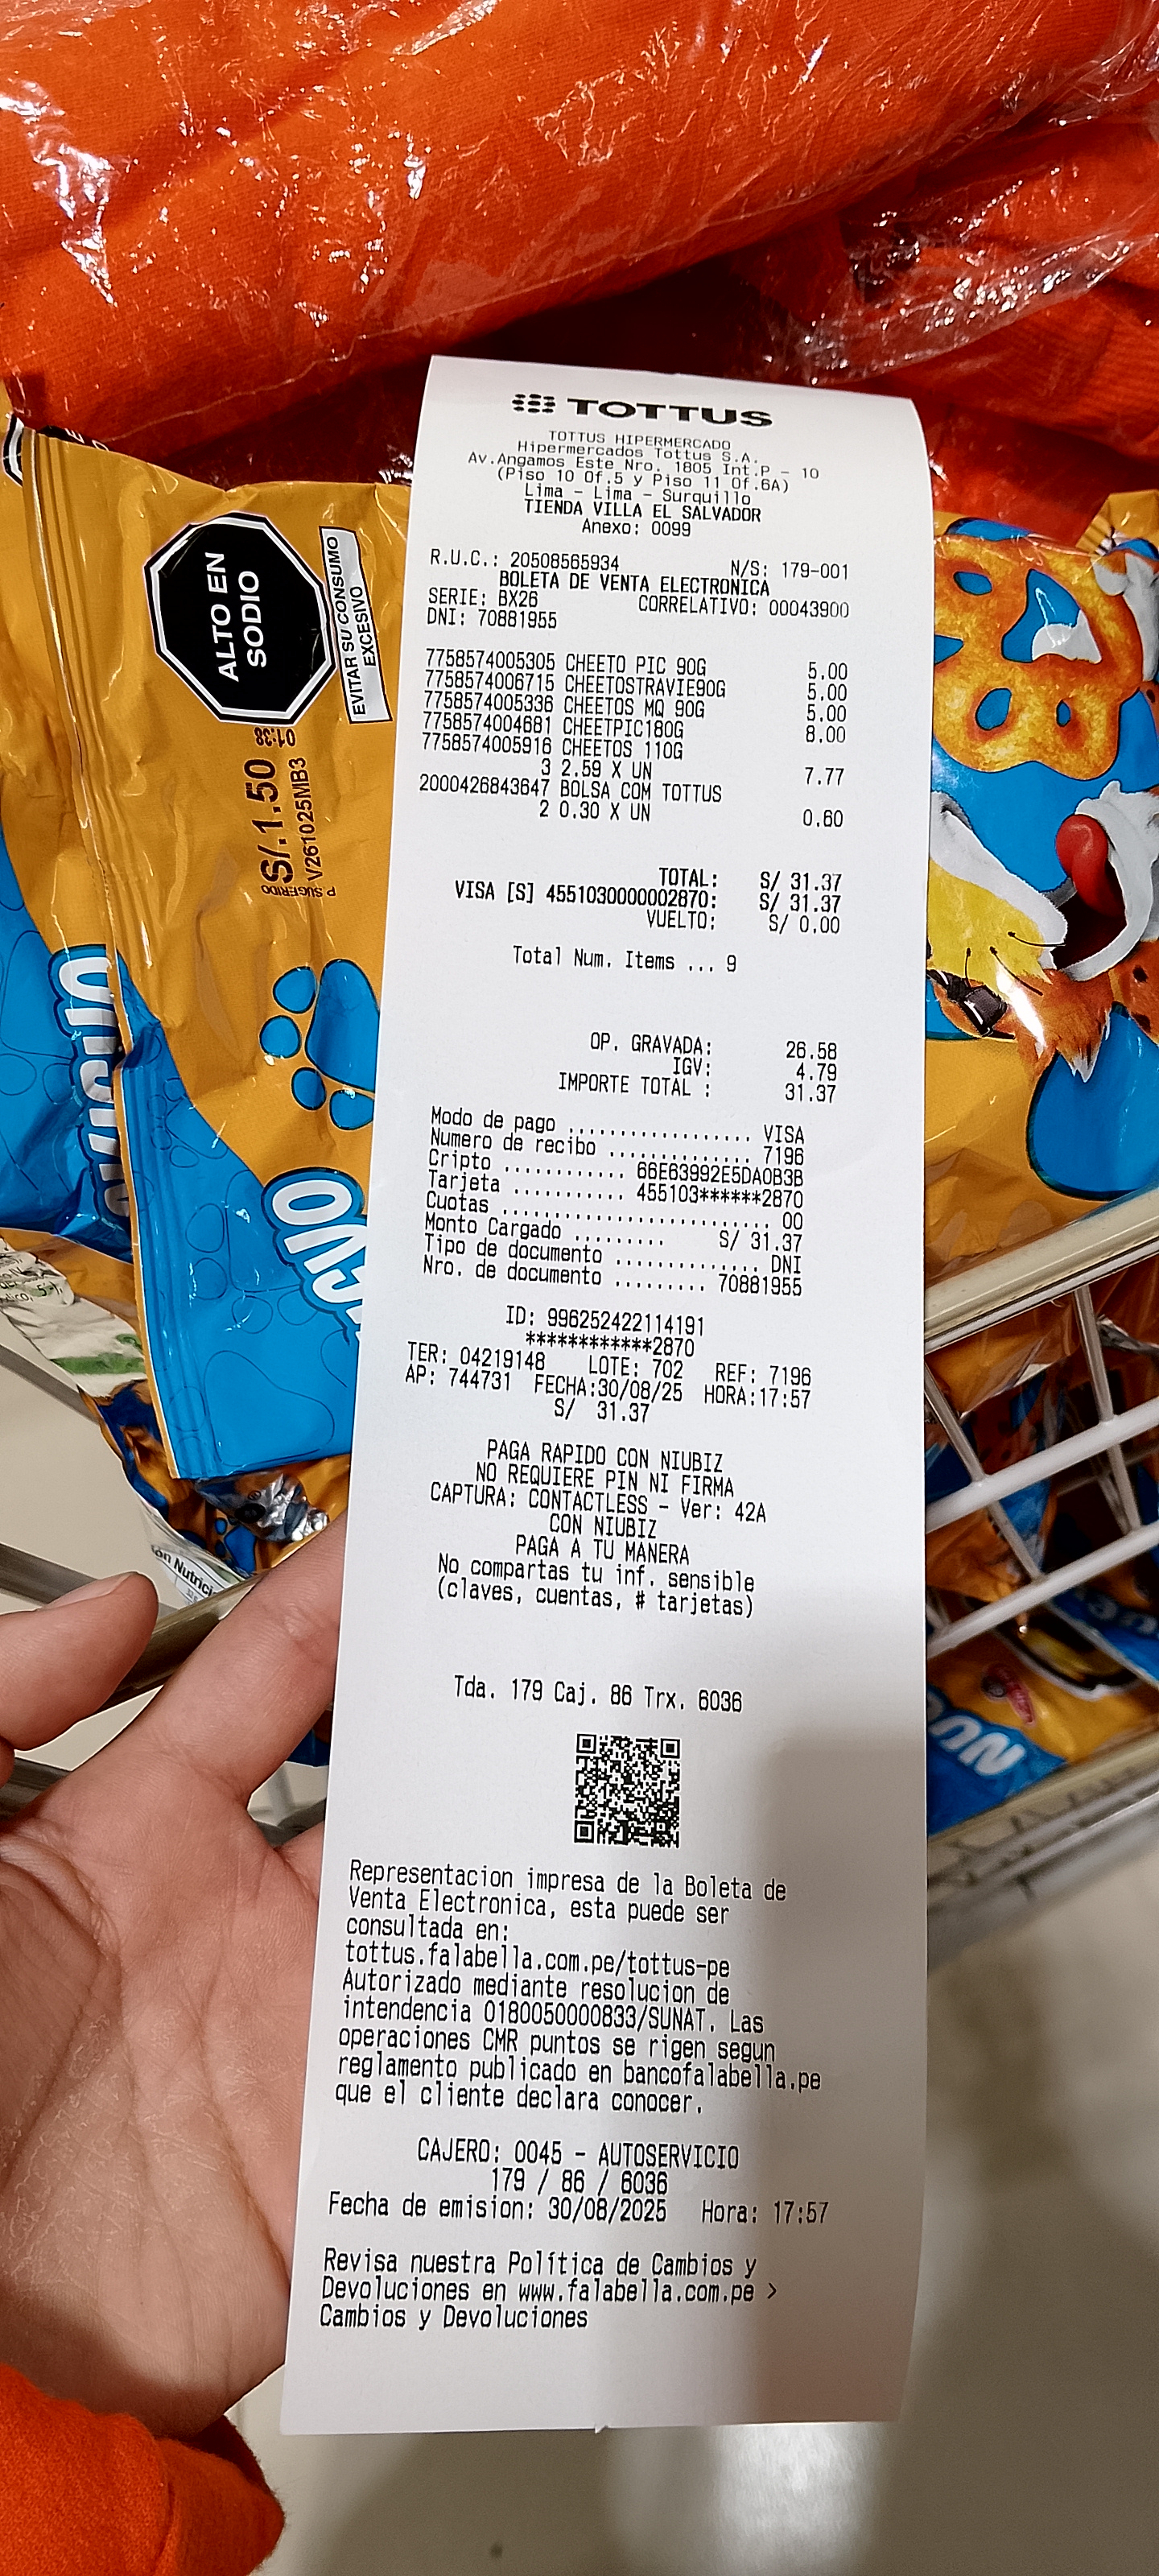 TOTTUS
TOTTUS HIPERMERCADO
Hipermercados Tottus S.A.
Av.Angamos Este Nro. 1805 Int.P - 10
(Piso 10 Of.5 y Piso 11 Of.6A)
Lima - Lima - Surquillo
TIENDA VILLA EL SALVADOR
Anexo: 0099
R.U.C.: 20508565934 N/S: 179-001
BOLETA DE VENTA ELECTRONICA
SERIE: BX26 CORRELATIVO: 00043900
DNI: 70881955
7758574005305 CHEETO PIC 90G 5.00
7758574006715 CHEETOSTRAVIE90G 5.00
7758574005336 CHEETOS MQ 90G 5.00
7758574004681 CHEETPIC180G 8.00
7758574005916 CHEETOS 110G
3 2.59 X UN 7.77
2000426843647 BOLSA COM TOTTUS
2 0.30 X UN 0.60
TOTAL: S/ 31.37
VISA [S] 4551030000002870: S/ 31.37
VUELTO: S/ 0.00
Total Num. Items ... 9
OP. GRAVADA: 26.58
IGV: 4.79
IMPORTE TOTAL : 31.37
Modo de pago .................. VISA
Numero de recibo .............. 7196
Cripto ............ 66E63992E5DA0B3B
Tarjeta ........... 455103******2870
Cuotas ........................... 00
Monto Cargado ......... S/ 31.37
Tipo de documento .............. DNI
Nro. de documento ......... 70881955
ID: 996252422114191
************2870
TER: 04219148 LOTE: 702 REF: 7196
AP: 744731 FECHA:30/08/25 HORA:17:57
S/ 31.37
PAGA RAPIDO CON NIUBIZ
NO REQUIERE PIN NI FIRMA
CAPTURA: CONTACTLESS - Ver: 42A
CON NIUBIZ
PAGA A TU MANERA
No compartas tu inf. sensible
(claves, cuentas, # tarjetas)
Tda. 179 Caj. 86 Trx. 6036
Representacion impresa de la Boleta de
Venta Electronica, esta puede ser
consultada en:
tottus.falabella.com.pe/tottus-pe
Autorizado mediante resolucion de
intendencia 0180050000833/SUNAT. Las
operaciones CMR puntos se rigen segun
reglamento publicado en bancofalabella.pe
que el cliente declara conocer.
CAJERO: 0045 - AUTOSERVICIO
179 / 86 / 6036
Fecha de emision: 30/08/2025 Hora: 17:57
Revisa nuestra Política de Cambios y
Devoluciones en www.falabella.com.pe >
Cambios y Devoluciones
ALTO EN
SODIO
EVITAR SU CONSUMO
EXCESIVO
01:38
S/.1.50
V261025MB3
P SUGERIDO